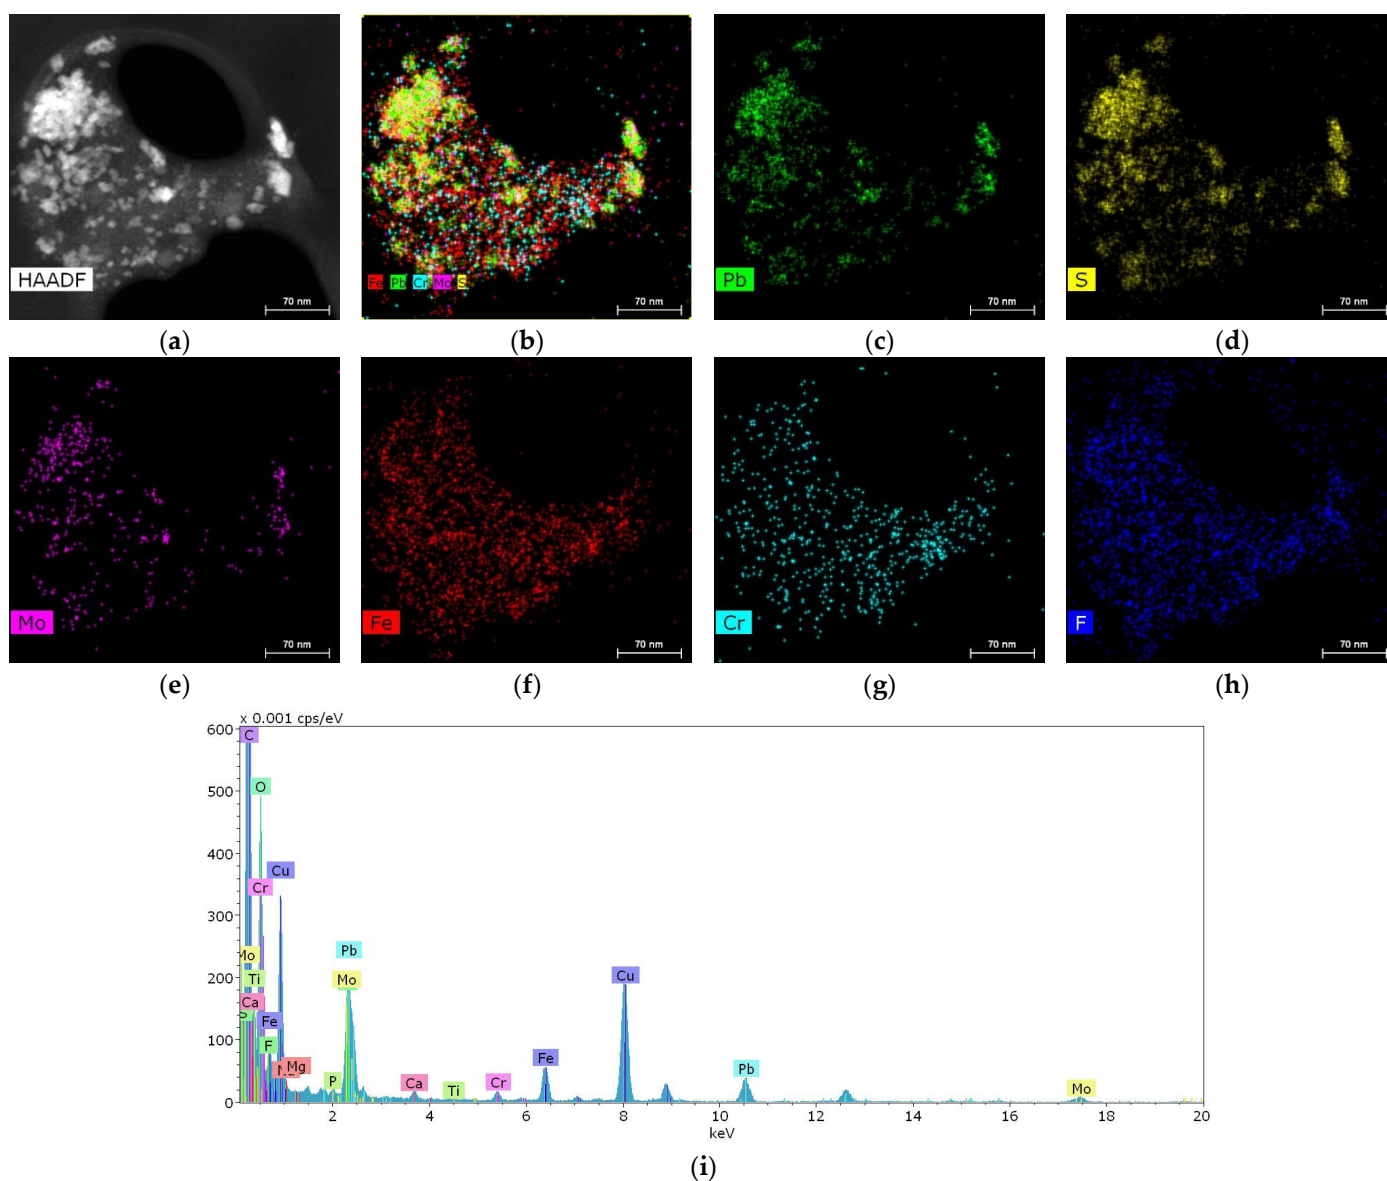 HAADF
70 nm
Fe Pb Cr Mo S
70 nm
Pb
70 nm
S
70 nm
(a) (b) (c) (d)
Mo
70 nm
Fe
70 nm
Cr
70 nm
F
70 nm
(e) (f) (g) (h)
x 0.001 cps/eV
600
500
400
300
200
100
0
C
O
Cu
Cr
Mo
Ti
Ca
P
Fe
F
Mg
Pb
Mo
P
Ca
Ti
Cr
Fe
Cu
Pb
Mo
2 4 6 8 10 12 14 16 18 20
keV
(i)